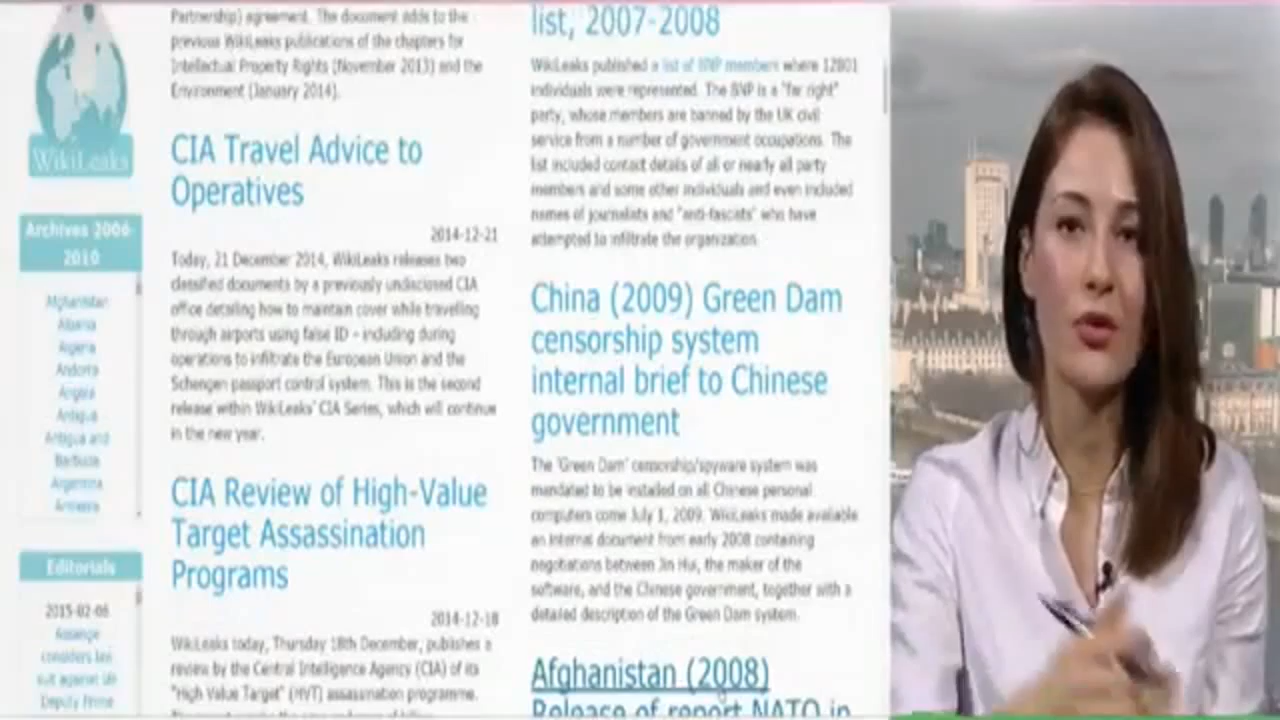 WikiLeaks
Archives 2006-
2010
Afghanistan
Albania
Algeria
Andorra
Angola
Antigua
Antigua and
Barbuda
Argentina
Armenia
Editorials
2015-02-06
Assange
considers law
suit against UK
Deputy Prime
Partnership) agreement. The document adds to the
previous WikiLeaks publications of the chapters for
Intellectual Property Rights (November 2013) and the
Environment (January 2014).
CIA Travel Advice to
Operatives
2014-12-21
Today, 21 December 2014, WikiLeaks releases two
classified documents by a previously undisclosed CIA
office detailing how to maintain cover while travelling
through airports using false ID – including during
operations to infiltrate the European Union and the
Schengen passport control system. This is the second
release within WikiLeaks' CIA Series, which will continue
in the new year.
CIA Review of High-Value
Target Assassination
Programs
2014-12-18
WikiLeaks today, Thursday 18th December, publishes a
review by the Central Intelligence Agency (CIA) of its
"High Value Target" (HVT) assassination programme.
list, 2007-2008
WikiLeaks published a list of BNP members where 12801
individuals were represented. The BNP is a "far right"
party, whose members are banned by the UK civil
service from a number of government occupations. The
list included contact details of all or nearly all party
members and some other individuals and even included
names of journalists and "anti-fascists" who have
attempted to infiltrate the organization.
China (2009) Green Dam
censorship system
internal brief to Chinese
government
The 'Green Dam' censorship/spyware system was
mandated to be installed on all Chinese personal
computers come July 1, 2009. WikiLeaks made available
an internal document from early 2008 containing
negotiations between Jin Hui, the maker of the
software, and the Chinese government, together with a
detailed description of the Green Dam system.
Afghanistan (2008)
Release of report NATO in